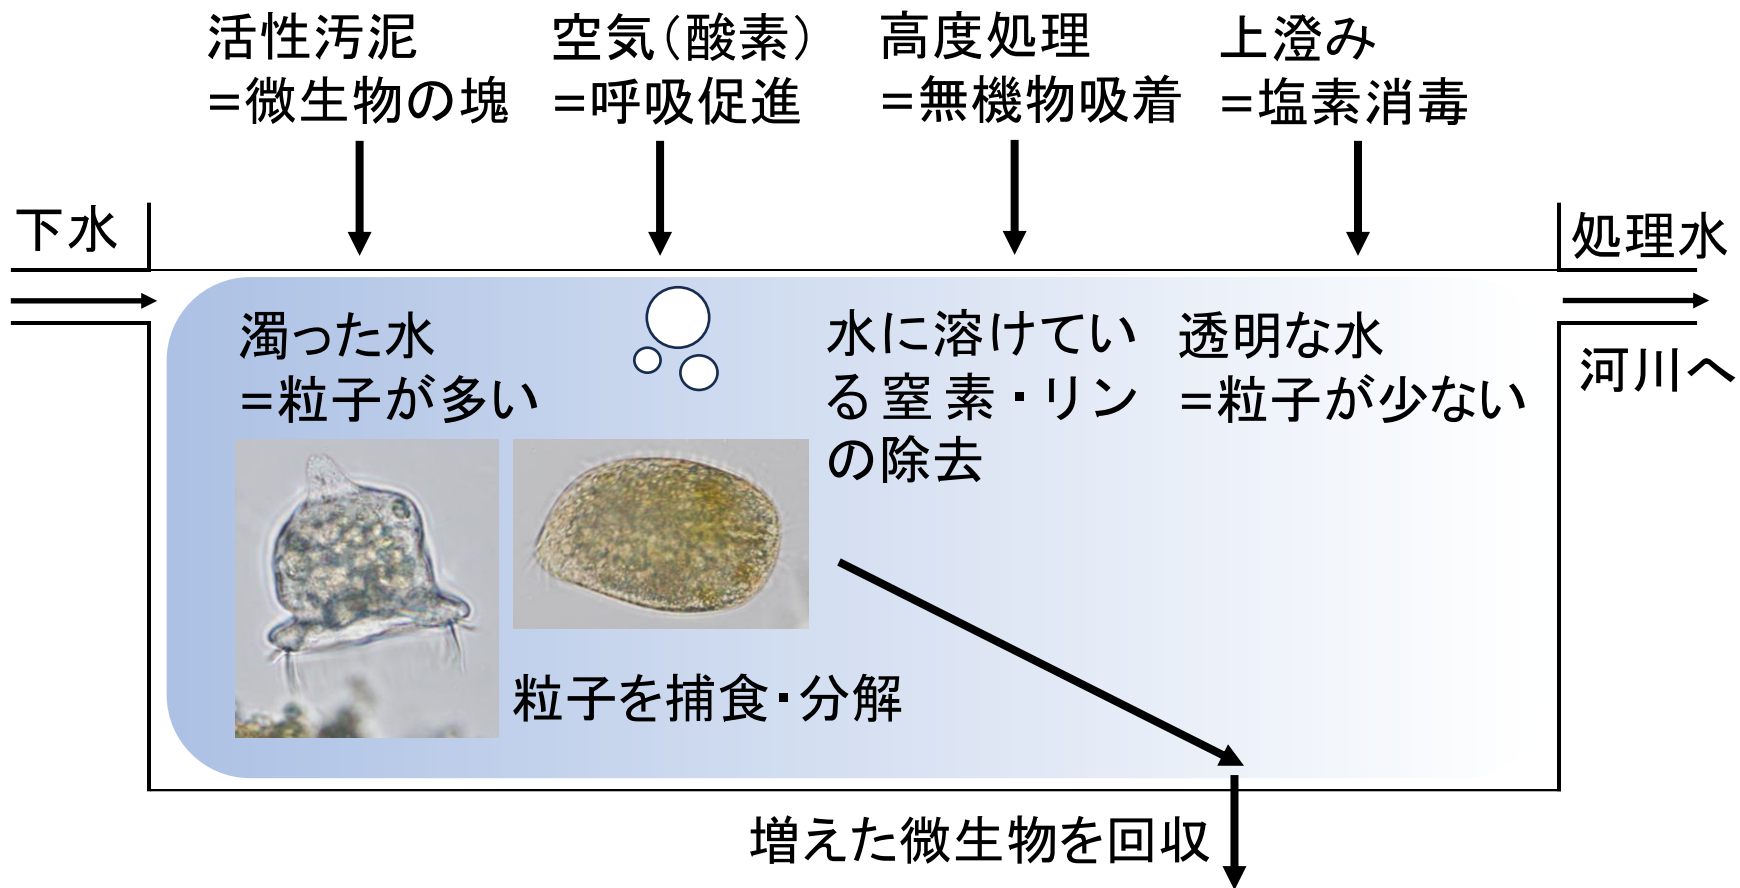 活性汚泥
=微生物の塊
空気(酸素)
=呼吸促進
高度処理
=無機物吸着
上澄み
=塩素消毒
下水
処理水
河川へ
濁った水
=粒子が多い
水に溶けてい
る窒素・リン
の除去
透明な水
=粒子が少ない
粒子を捕食・分解
増えた微生物を回収